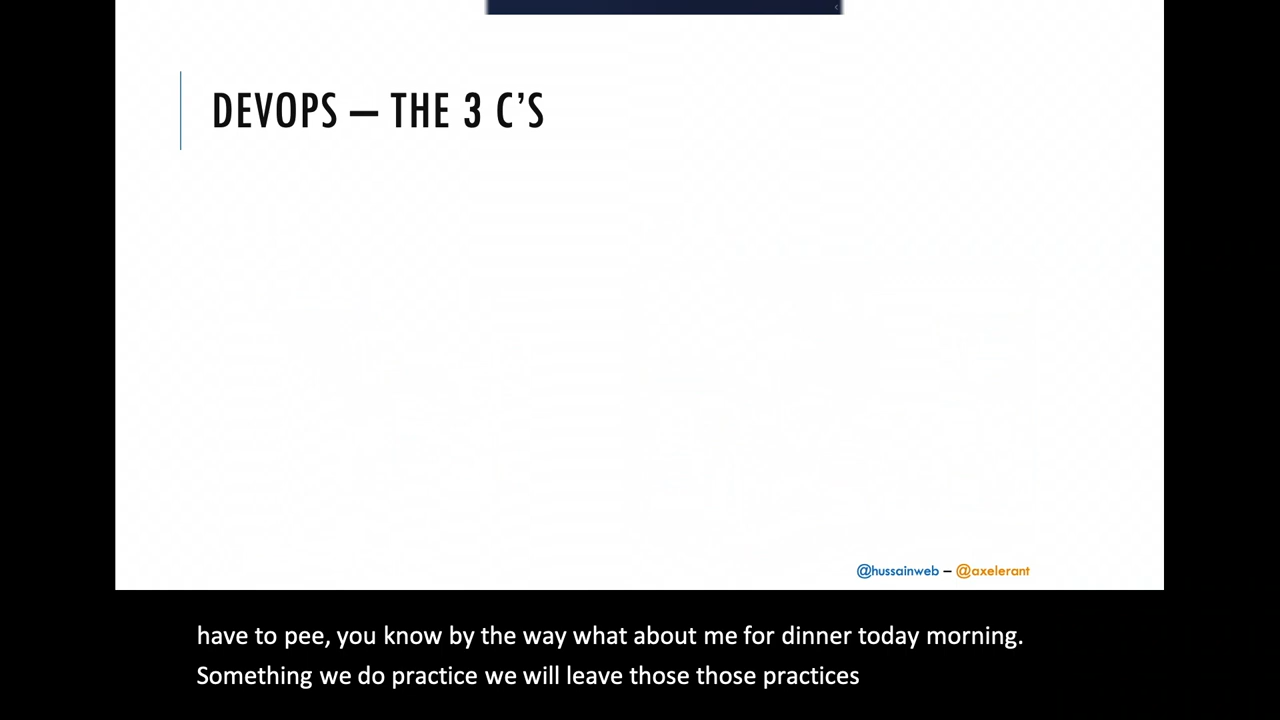 DEVOPS – THE 3 C'S
@hussainweb – @axelerant
have to pee, you know by the way what about me for dinner today morning.
Something we do practice we will leave those those practices